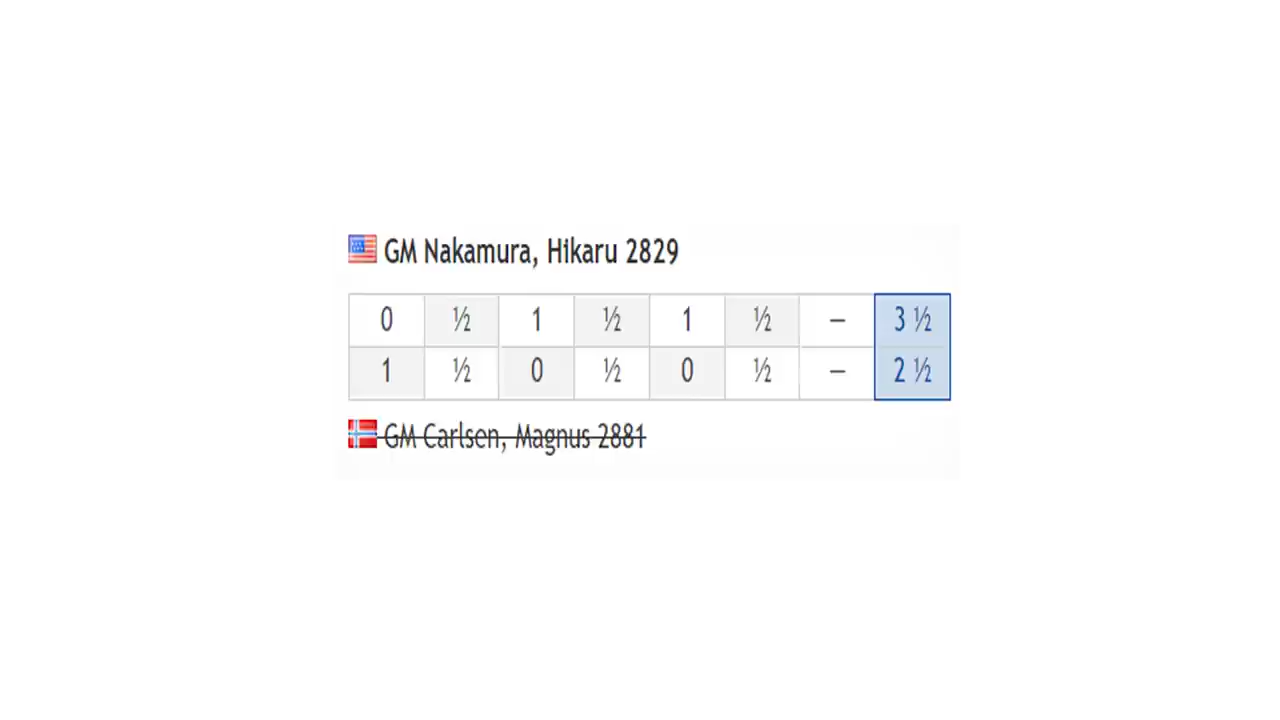 GM Nakamura, Hikaru 2829
0 ½ 1 ½ 1 ½ – 3 ½
1 ½ 0 ½ 0 ½ – 2 ½
GM Carlsen, Magnus 2881